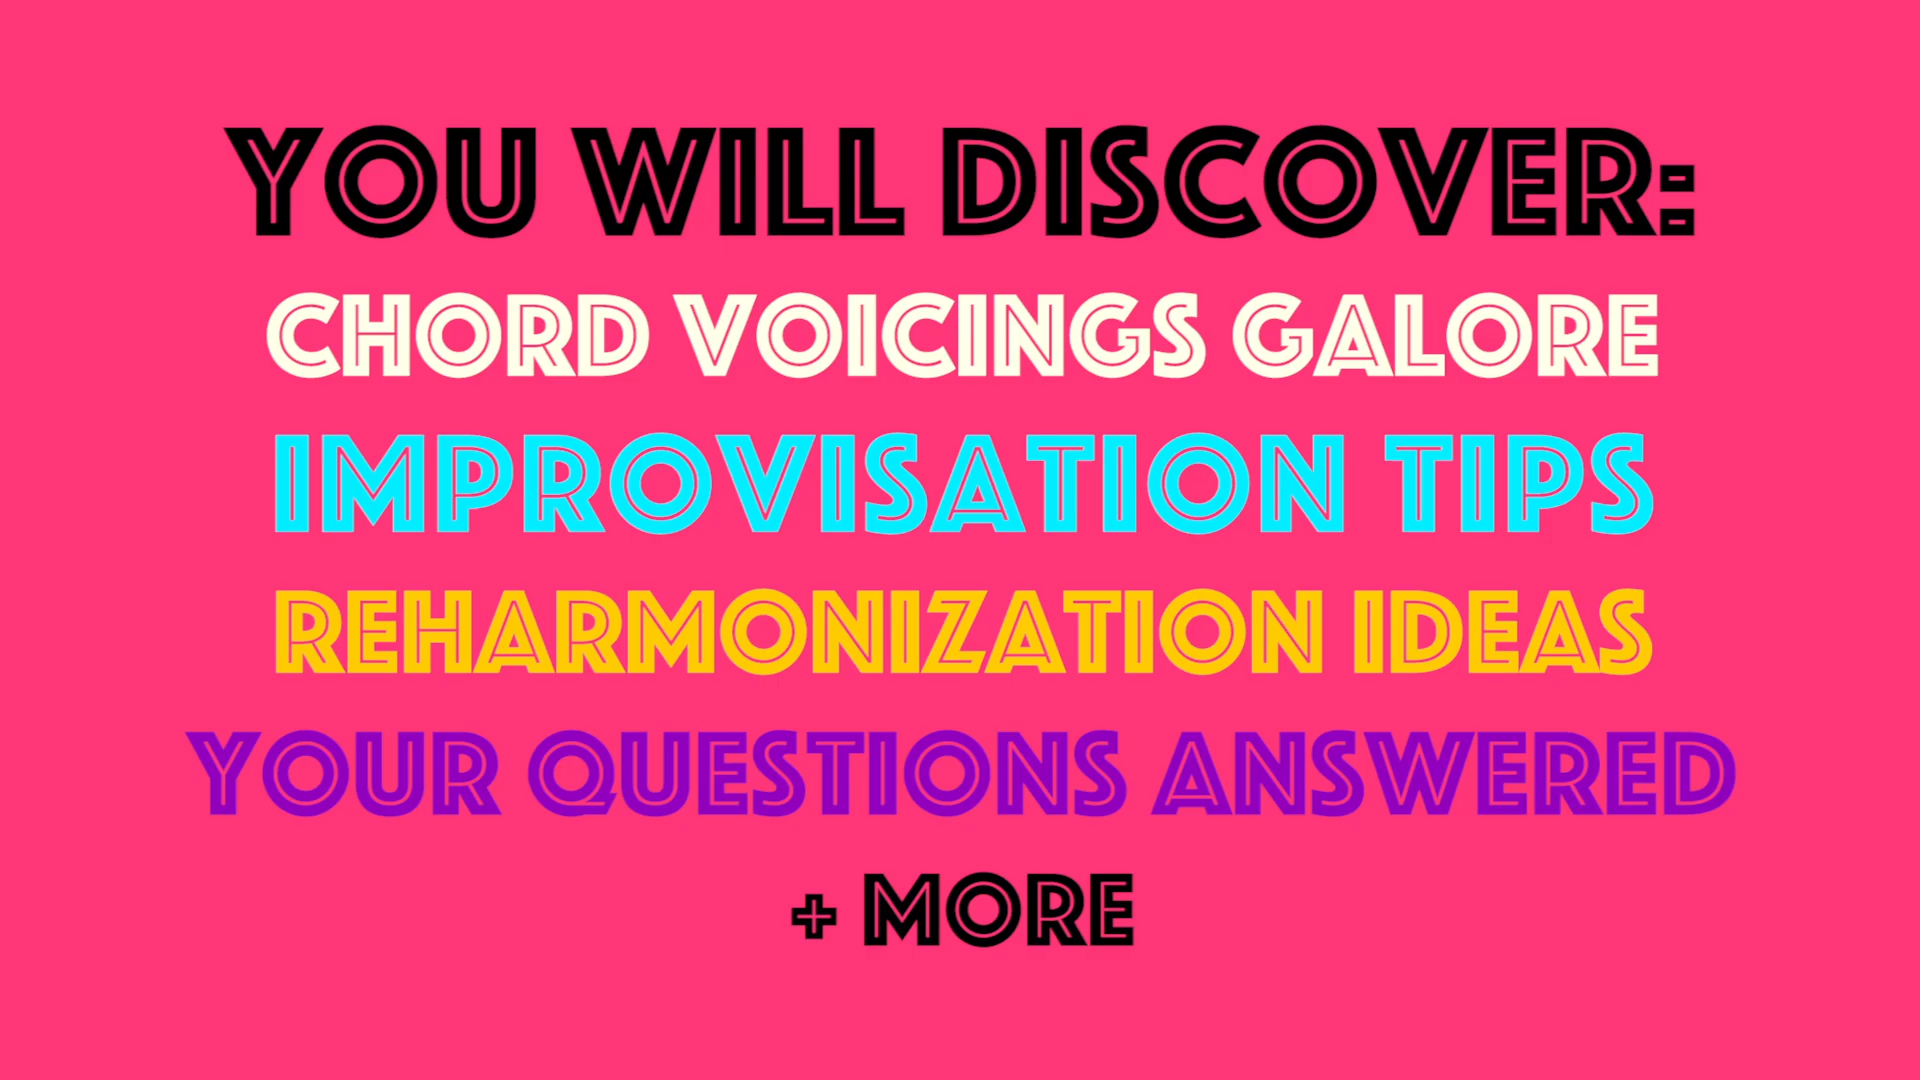 YOU WILL DISCOVER:
CHORD VOICINGS GALORE
IMPROVISATION TIPS
REHARMONIZATION IDEAS
YOUR QUESTIONS ANSWERED
+ MORE